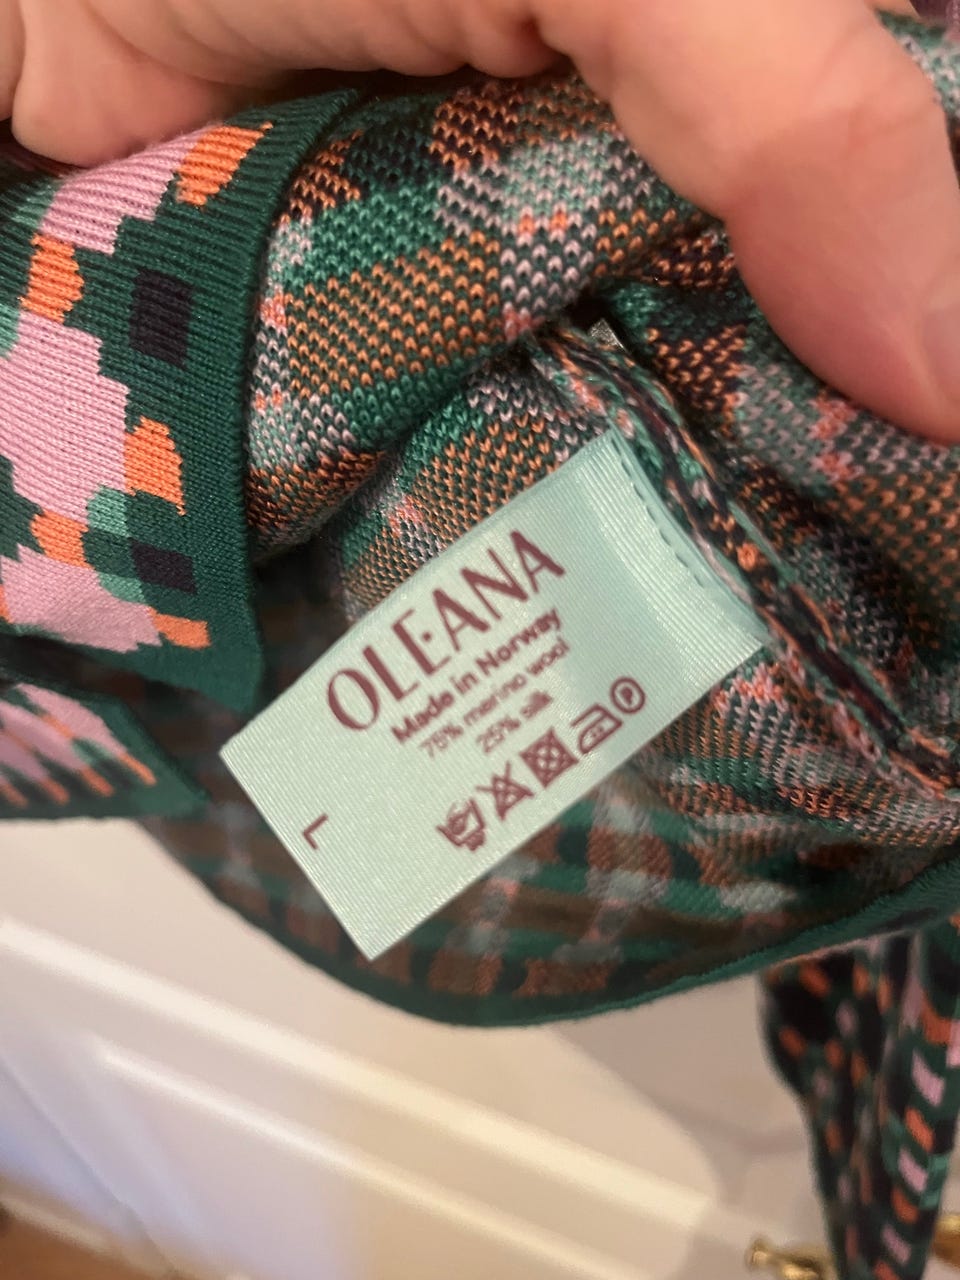 OLEANA
Made in Norway
75% merino wool
25% silk
P
L